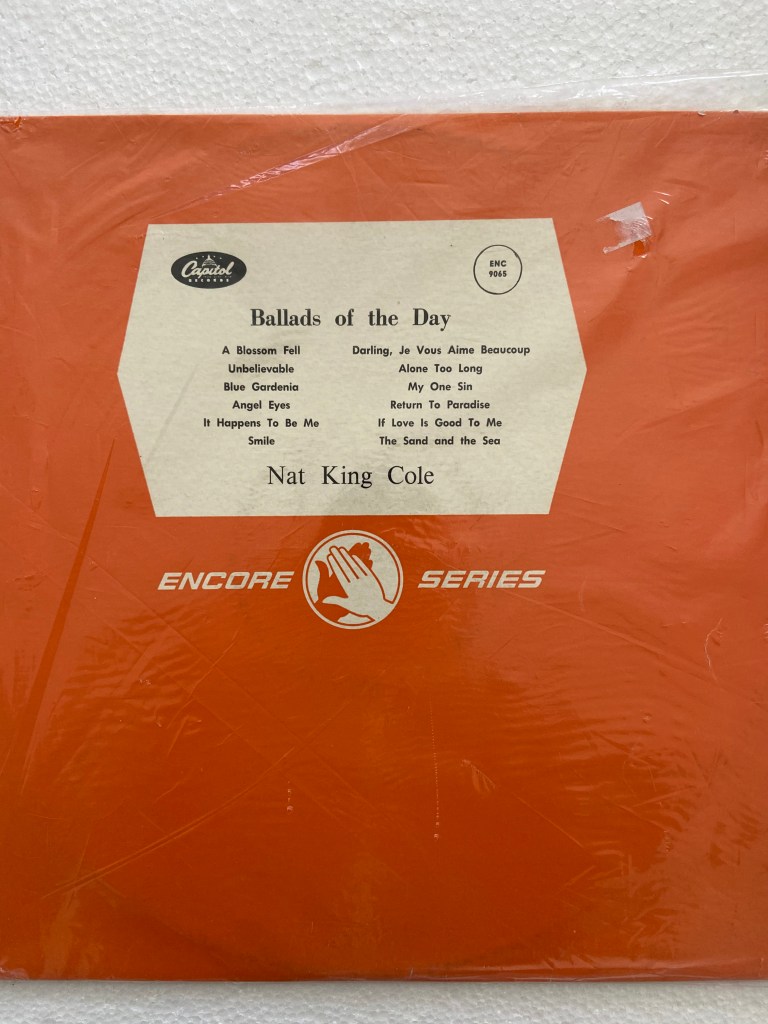 Capitol
RECORDS
ENC
9065
Ballads of the Day
A Blossom Fell
Unbelievable
Blue Gardenia
Angel Eyes
It Happens To Be Me
Smile
Darling, Je Vous Aime Beaucoup
Alone Too Long
My One Sin
Return To Paradise
If Love Is Good To Me
The Sand and the Sea
Nat King Cole
ENCORE SERIES